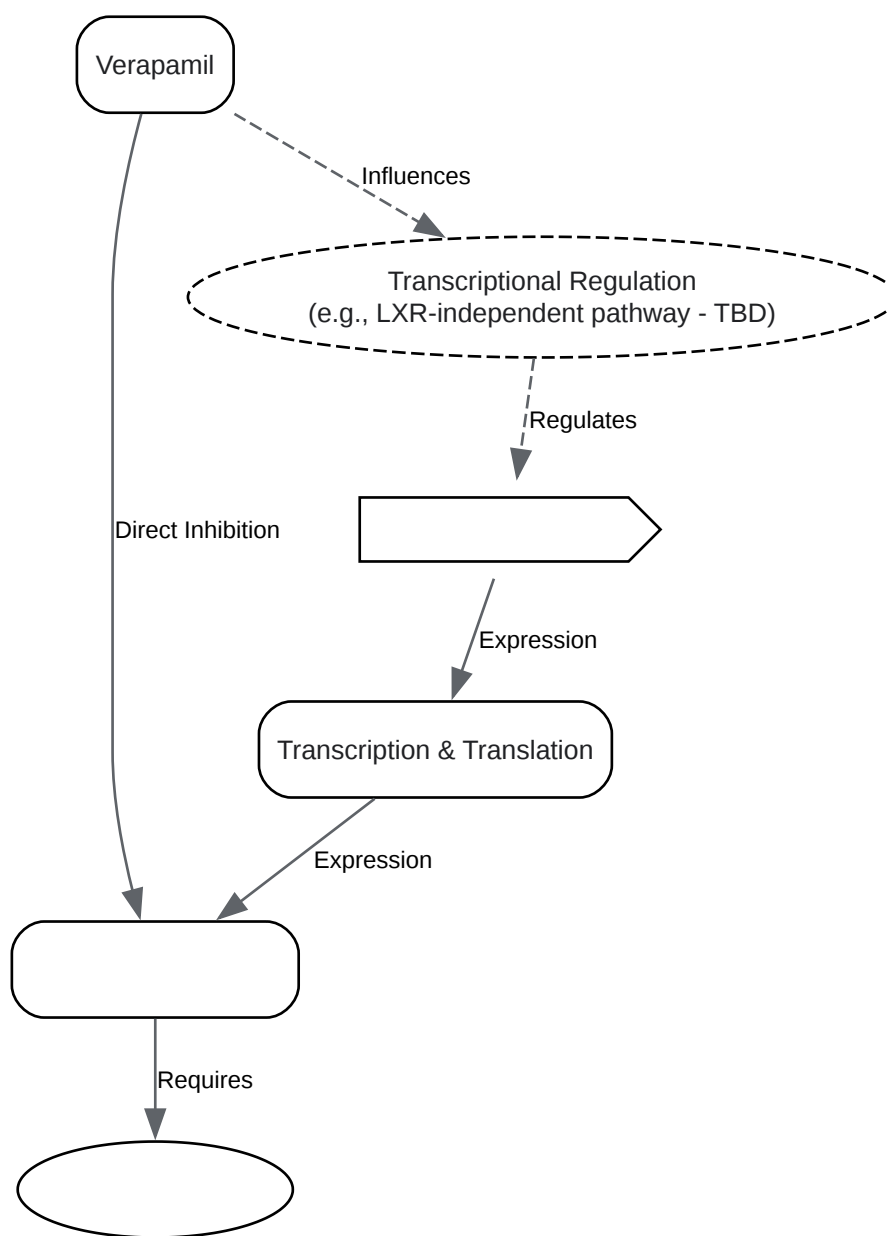 Verapamil
Influences
Transcriptional Regulation
(e.g., LXR-independent pathway - TBD)
Regulates
Direct Inhibition
Expression
Transcription & Translation
Expression
Requires